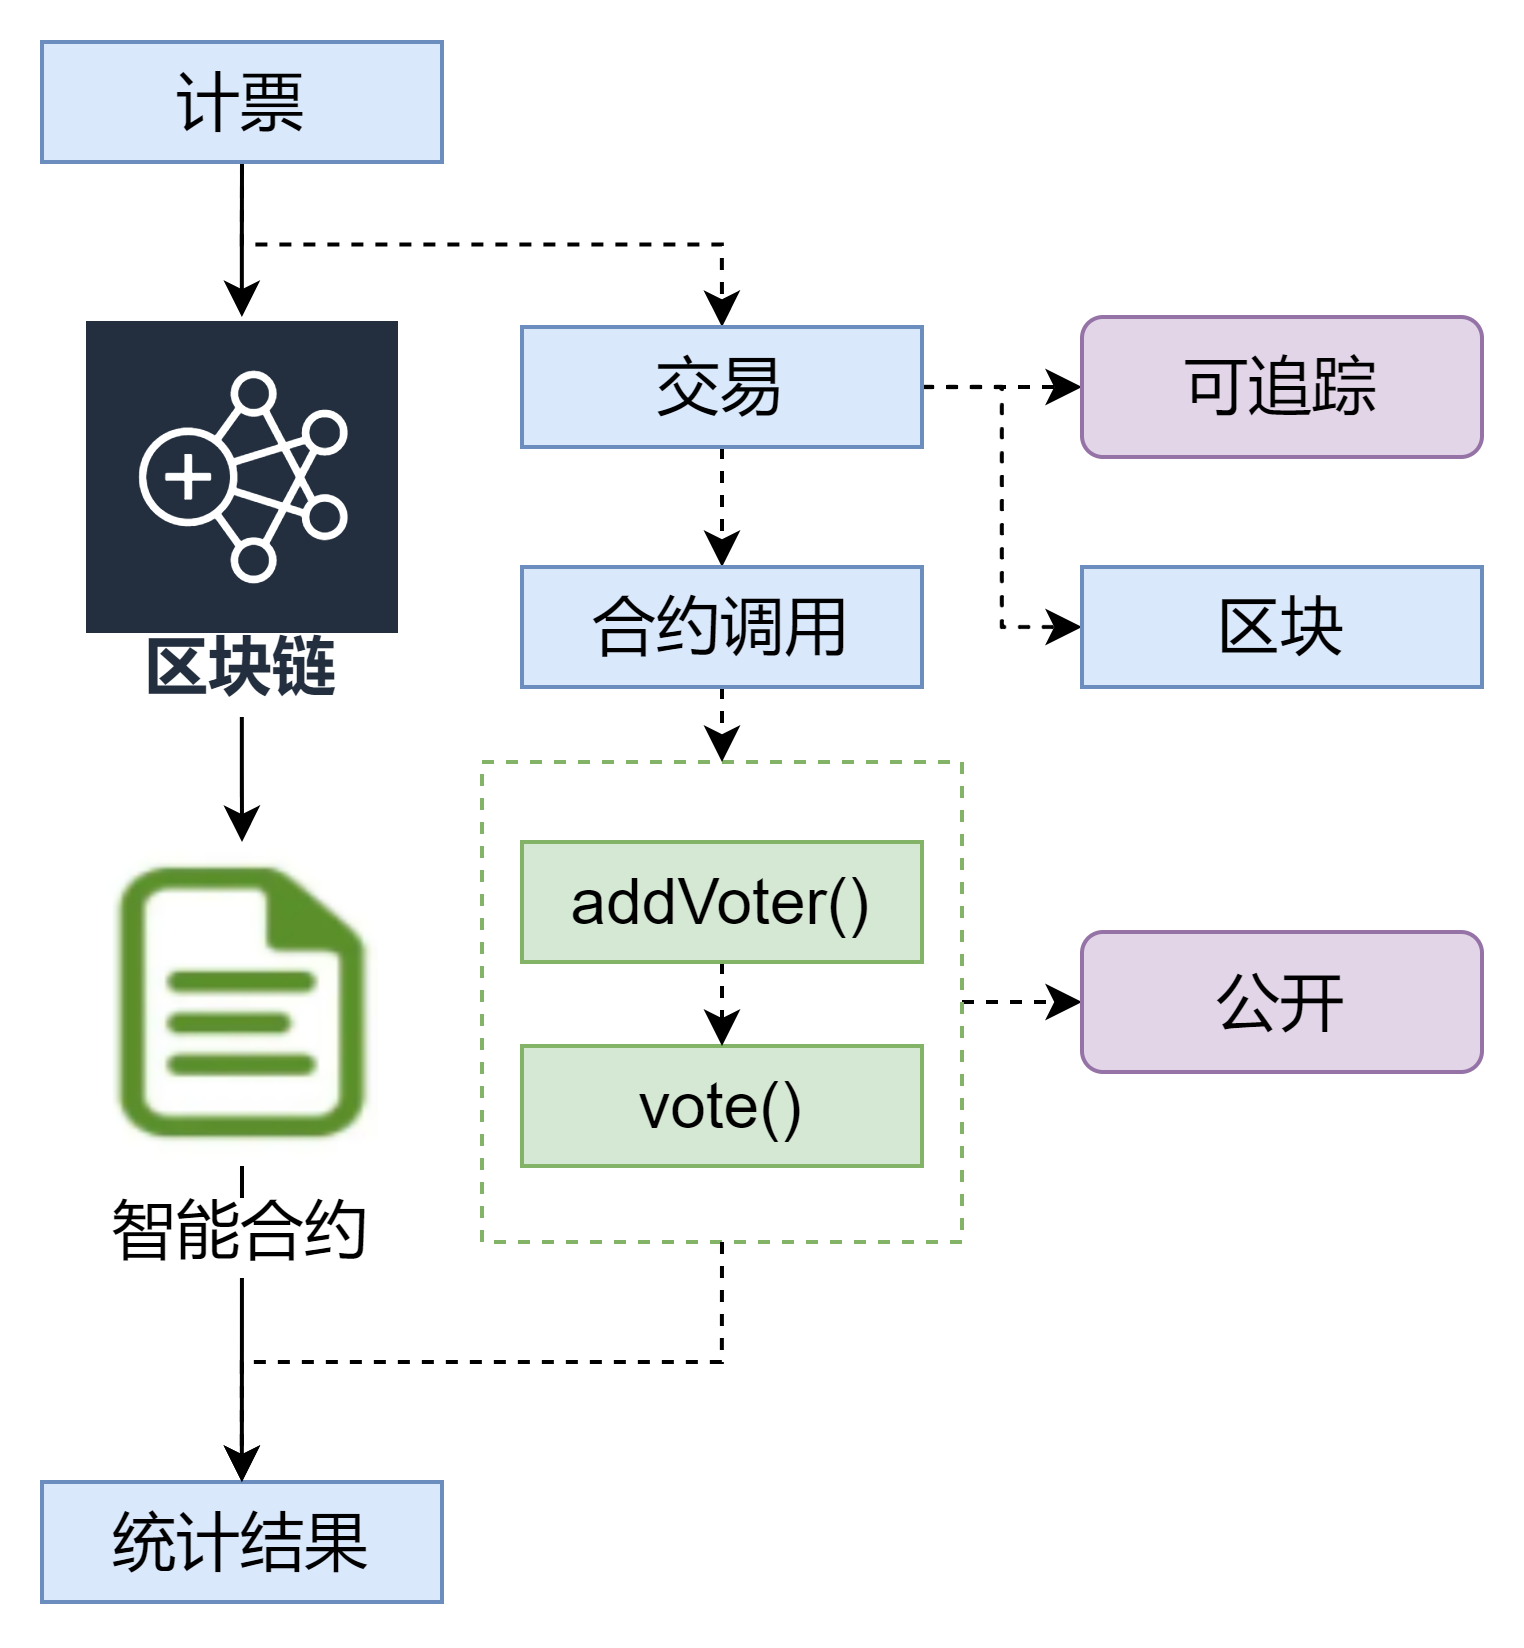 计票
交易
可追踪
合约调用
区块
区块链
addVoter()
公开
vote()
智能合约
统计结果